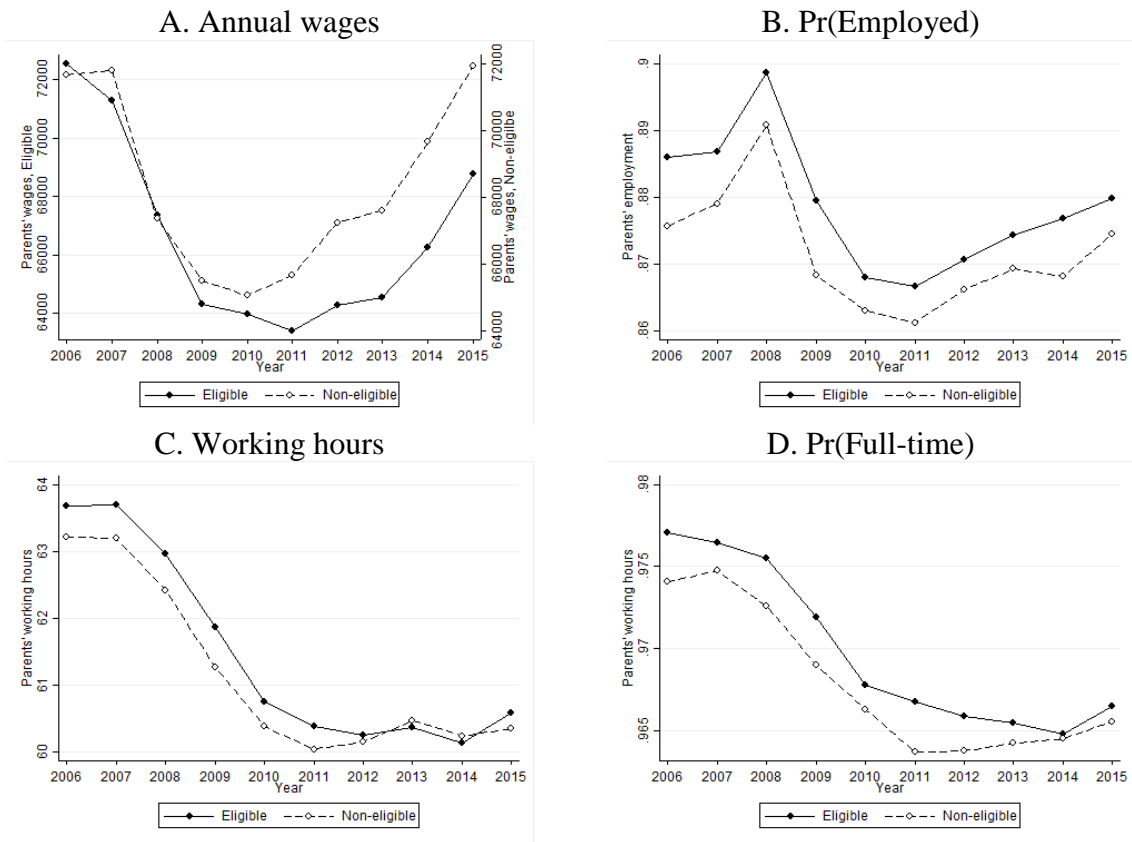 A. Annual wages
Parents' wages, Eligible
72000
70000
68000
66000
64000
72000
70000
68000
66000
64000
Parents' wages, Non-eligilbe
2006 2007 2008 2009 2010 2011 2012 2013 2014 2015
Year
Eligible Non-eligible
B. Pr(Employed)
Parents' employment
.9
.89
.88
.87
.86
2006 2007 2008 2009 2010 2011 2012 2013 2014 2015
Year
Eligible Non-eligible
C. Working hours
Parents' working hours
64
63
62
61
60
2006 2007 2008 2009 2010 2011 2012 2013 2014 2015
Year
Eligible Non-eligible
D. Pr(Full-time)
Parents' working hours
.98
.975
.97
.965
2006 2007 2008 2009 2010 2011 2012 2013 2014 2015
Year
Eligible Non-eligible